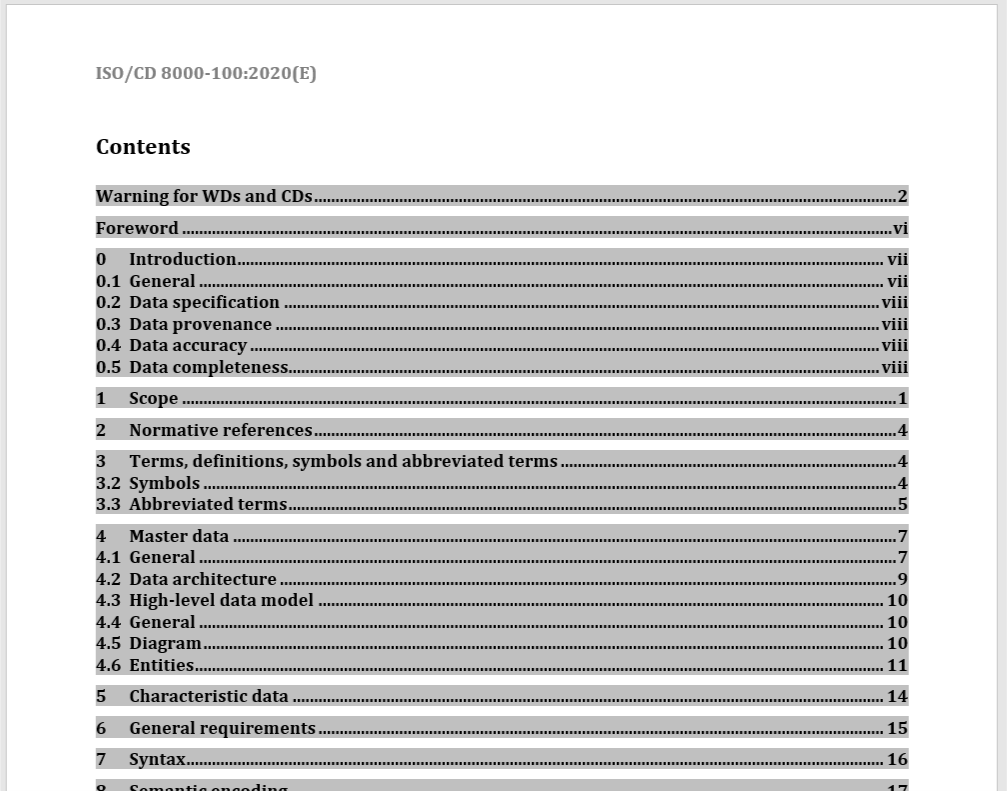 ISO/CD 8000-100:2020(E)
Contents
Warning for WDs and CDs....................2
Foreword....................vi
0 Introduction....................vii
0.1 General....................vii
0.2 Data specification....................viii
0.3 Data provenance....................viii
0.4 Data accuracy....................viii
0.5 Data completeness....................viii
1 Scope....................1
2 Normative references....................4
3 Terms, definitions, symbols and abbreviated terms....................4
3.2 Symbols....................4
3.3 Abbreviated terms....................5
4 Master data....................7
4.1 General....................7
4.2 Data architecture....................9
4.3 High-level data model....................10
4.4 General....................10
4.5 Diagram....................10
4.6 Entities....................11
5 Characteristic data....................14
6 General requirements....................15
7 Syntax....................16
8 Semantic encoding....................17